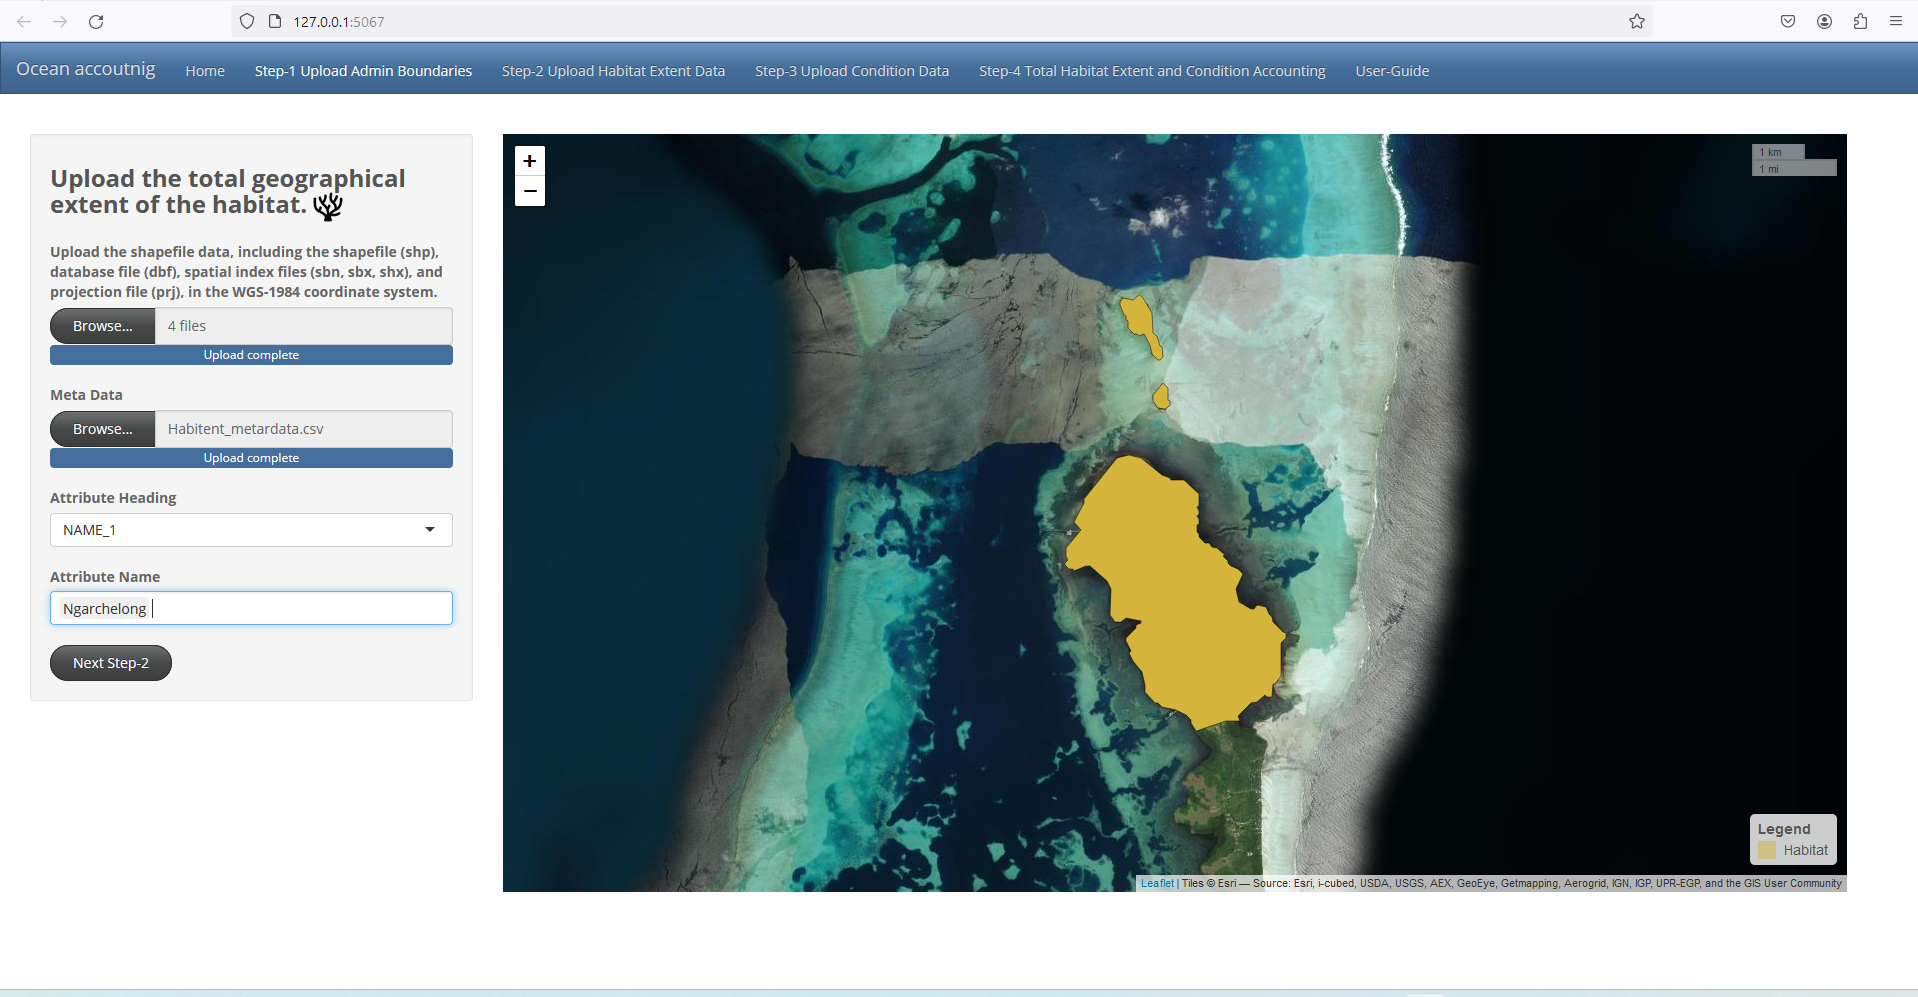 127.0.0.1:5067
Ocean accoutnig
Home
Step-1 Upload Admin Boundaries
Step-2 Upload Habitat Extent Data
Step-3 Upload Condition Data
Step-4 Total Habitat Extent and Condition Accounting
User-Guide
Upload the total geographical
extent of the habitat.
Upload the shapefile data, including the shapefile (shp),
database file (dbf), spatial index files (sbn, sbx, shx), and
projection file (prj), in the WGS-1984 coordinate system.
Browse...
4 files
Upload complete
Meta Data
Browse...
Habitent_metardata.csv
Upload complete
Attribute Heading
NAME_1
Attribute Name
Ngarchelong
Next Step-2
+
−
1 km
1 mi
Legend
Habitat
Leaflet | Tiles © Esri — Source: Esri, i-cubed, USDA, USGS, AEX, GeoEye, Getmapping, Aerogrid, IGN, IGP, UPR-EGP, and the GIS User Community